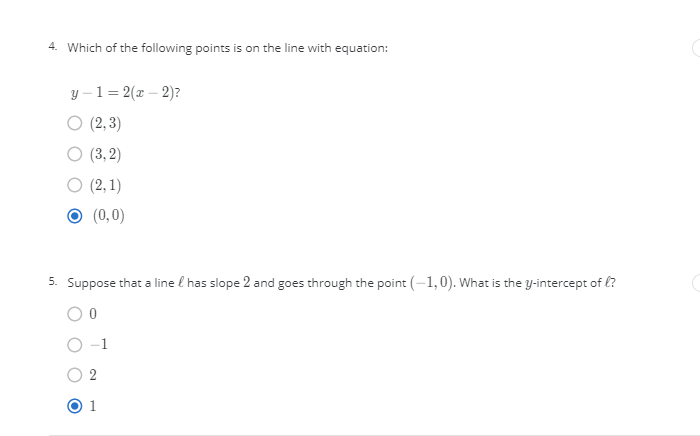 4. Which of the following points is on the line with equation:
y − 1 = 2(x − 2)?
(2, 3)
(3, 2)
(2, 1)
(0, 0)
5. Suppose that a line ℓ has slope 2 and goes through the point (−1, 0). What is the y-intercept of ℓ?
0
−1
2
1